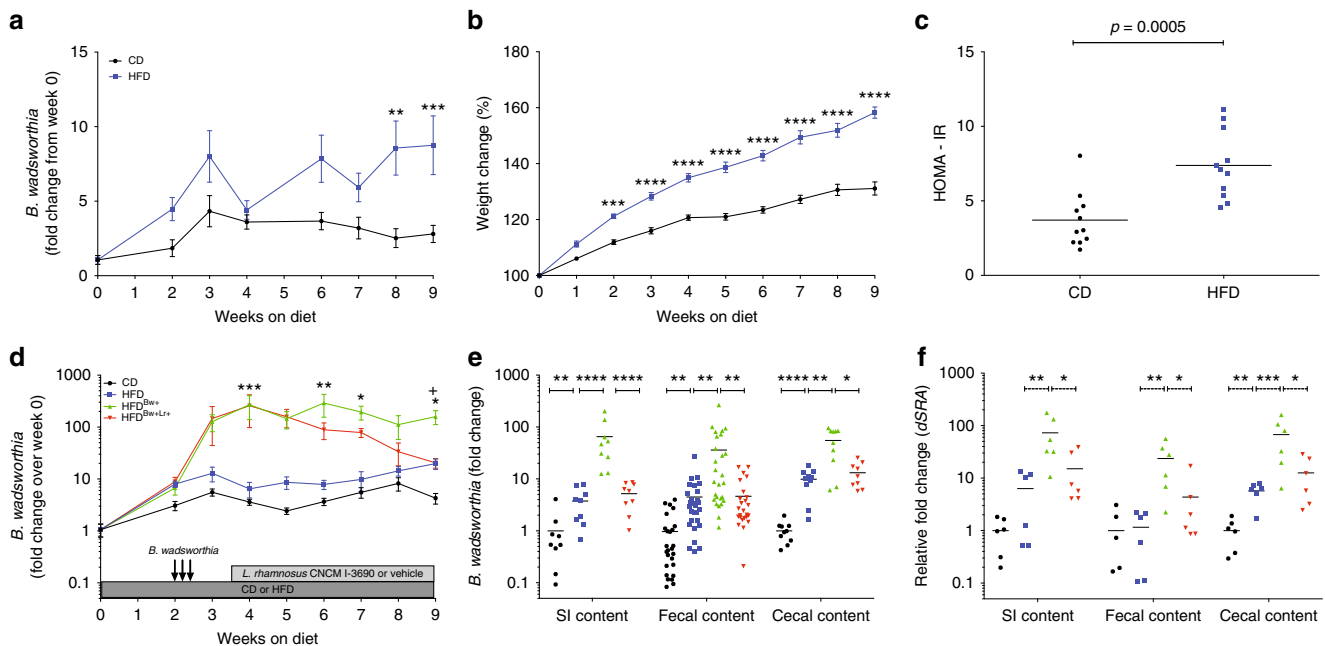 a
B. wadsworthia
(fold change from week 0)
15
10
5
0
CD
HFD
**
***
0 1 2 3 4 5 6 7 8 9
Weeks on diet
b
Weight change (%)
180
160
140
120
100
***
****
****
****
****
****
****
****
0 1 2 3 4 5 6 7 8 9
Weeks on diet
c
HOMA - IR
15
10
5
0
p = 0.0005
CD HFD
d
B. wadsworthia
(fold change over week 0)
1000
100
10
1
0.1
CD
HFD
HFD^Bw+
HFD^Bw+Lr+
***
**
*
+
*
B. wadsworthia
L. rhamnosus CNCM I-3690 or vehicle
CD or HFD
0 1 2 3 4 5 6 7 8 9
Weeks on diet
e
B. wadsworthia (fold change)
1000
100
10
1
0.1
** **** ****
** ** **
**** ** *
SI content Fecal content Cecal content
f
Relative fold change (dSRA)
1000
100
10
1
0.1
** *
** *
** *** *
SI content Fecal content Cecal content